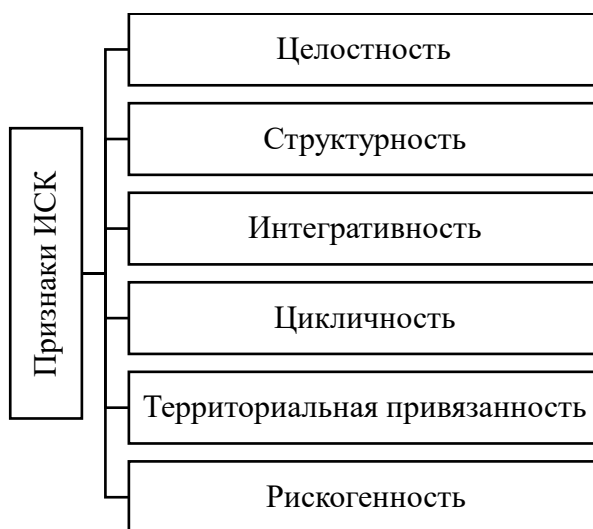 Признаки ИСК
Целостность
Структурность
Интегративность
Цикличность
Территориальная привязанность
Рискогенность